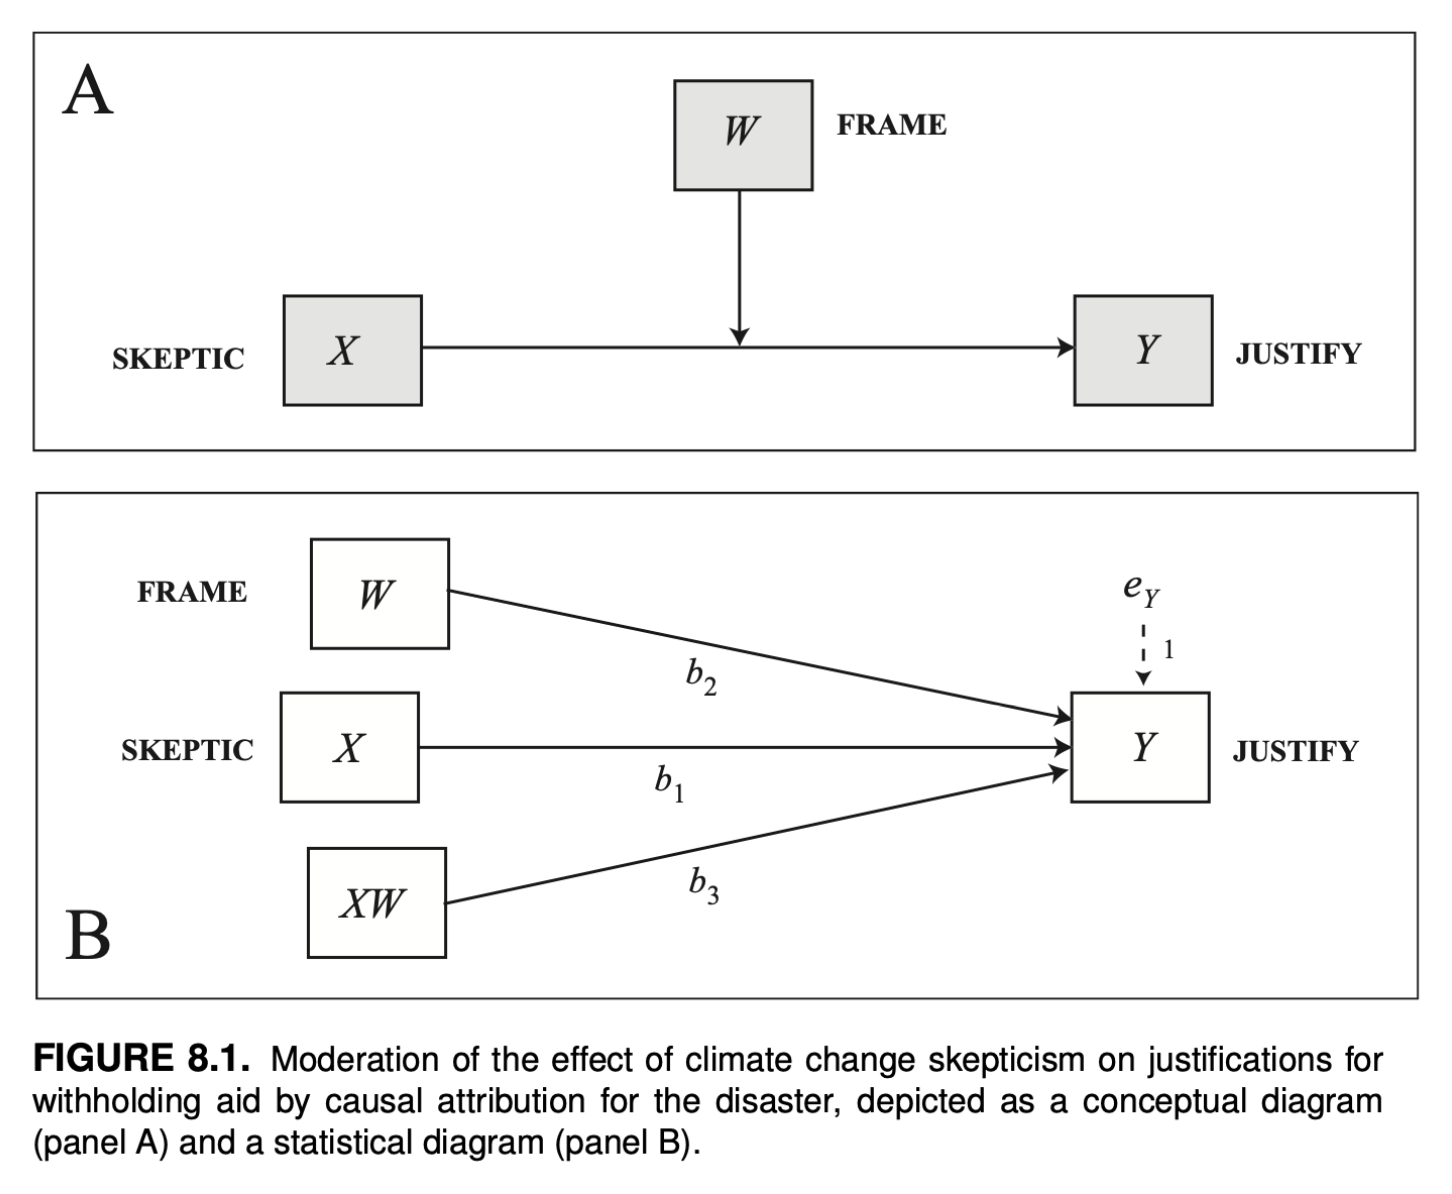 A
W
FRAME
SKEPTIC
X
Y
JUSTIFY
FRAME
W
e_Y
1
b_2
SKEPTIC
X
Y
JUSTIFY
b_1
XW
b_3
B
FIGURE 8.1. Moderation of the effect of climate change skepticism on justifications for
withholding aid by causal attribution for the disaster, depicted as a conceptual diagram
(panel A) and a statistical diagram (panel B).